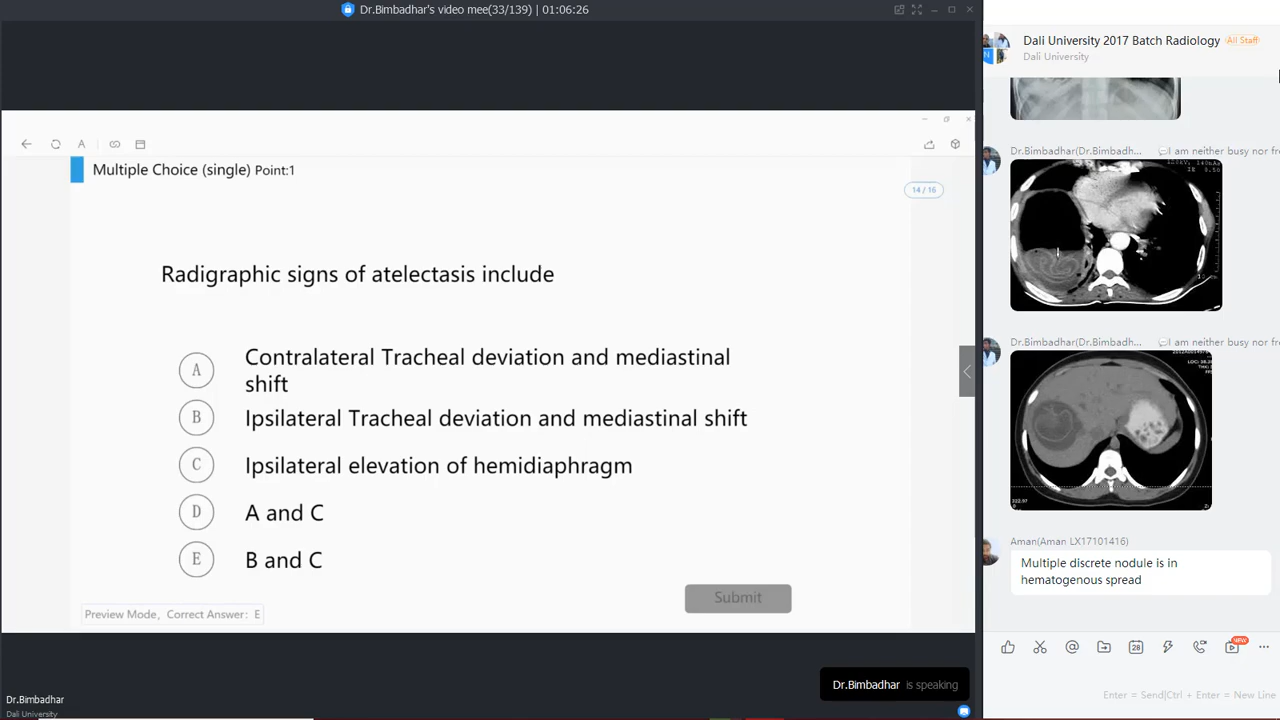 Dr.Bimbadhar's video mee(33/139) | 01:06:26
Multiple Choice (single) Point:1
14 / 16
Radigraphic signs of atelectasis include
A Contralateral Tracheal deviation and mediastinal
shift
B Ipsilateral Tracheal deviation and mediastinal shift
C Ipsilateral elevation of hemidiaphragm
D A and C
E B and C
Submit
Preview Mode, Correct Answer: E
Dr.Bimbadhar is speaking
Dr.Bimbadhar
Dali University
Dali University 2017 Batch Radiology All Staff
Dali University
Dr.Bimbadhar(Dr.Bimbadh... I am neither busy nor fre
Dr.Bimbadhar(Dr.Bimbadh... I am neither busy nor fre
Aman(Aman LX17101416)
Multiple discrete nodule is in
hematogenous spread
28
NEW
Enter = Send|Ctrl + Enter = New Line